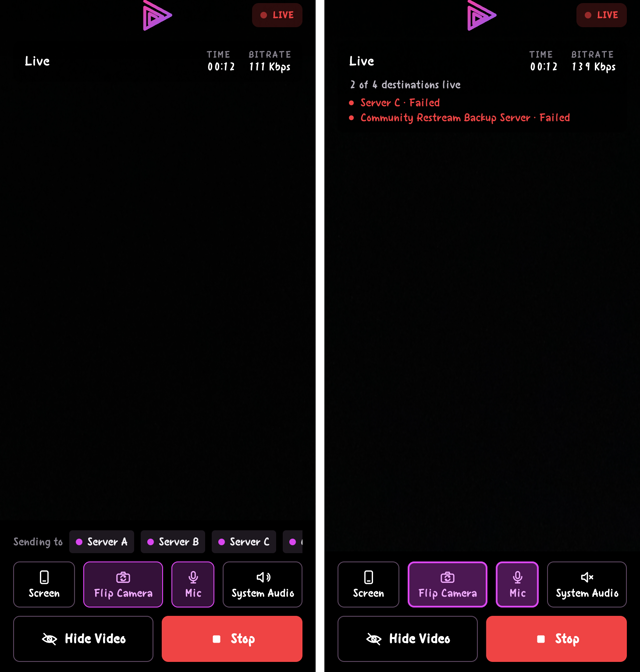 LIVE
Live
TIME
00:12
BITRATE
111 Kbps
Sending to
Server A
Server B
Server C
Screen
Flip Camera
Mic
System Audio
Hide Video
Stop
LIVE
Live
TIME
00:12
BITRATE
139 Kbps
2 of 4 destinations live
Server C · Failed
Community Restream Backup Server · Failed
Screen
Flip Camera
Mic
System Audio
Hide Video
Stop